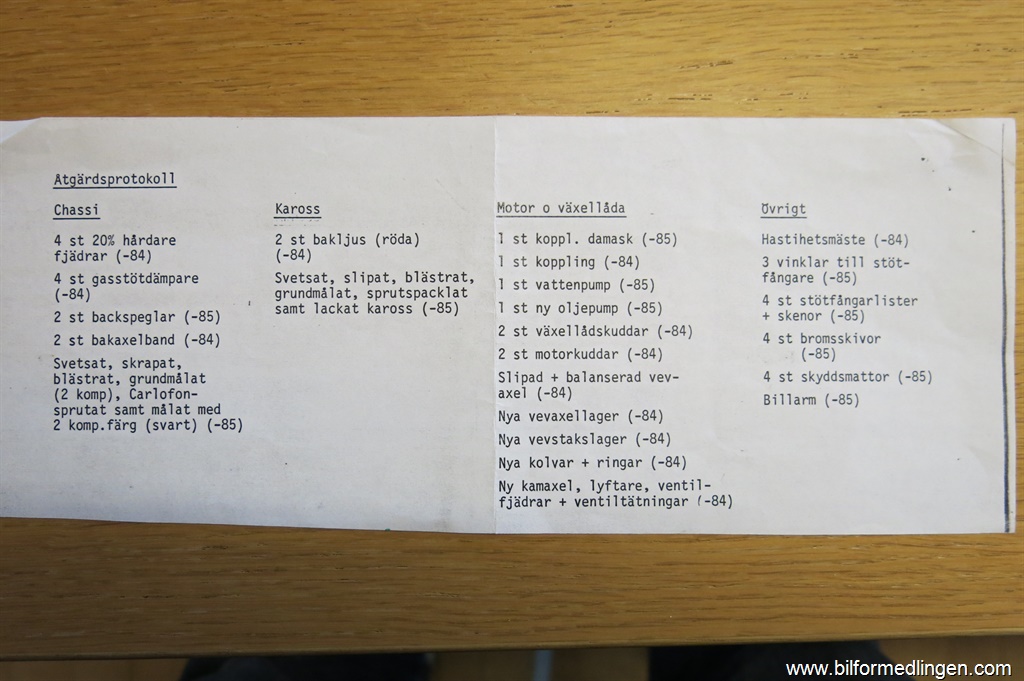 Åtgärdsprotokoll
Chassi
4 st 20% hårdare
fjädrar (-84)
4 st gasstötdämpare
(-84)
2 st backspeglar (-85)
2 st bakaxelband (-84)
Svetsat, skrapat,
blästrat, grundmålat
(2 komp), Carlofon-
sprutat samt målat med
2 komp.färg (svart) (-85)
Kaross
2 st bakljus (röda)
(-84)
Svetsat, slipat, blästrat,
grundmålat, sprutspacklat
samt lackat kaross (-85)
Motor o växellåda
1 st koppl. damask (-85)
1 st koppling (-84)
1 st vattenpump (-85)
1 st ny oljepump (-85)
2 st växellådskuddar (-84)
2 st motorkuddar (-84)
Slipad + balanserad vev-
axel (-84)
Nya vevaxellager (-84)
Nya vevstakslager (-84)
Nya kolvar + ringar (-84)
Ny kamaxel, lyftare, ventil-
fjädrar + ventiltätningar (-84)
Övrigt
Hastihetsmäste (-84)
3 vinklar till stöt-
fångare (-85)
4 st stötfångarlister
+ skenor (-85)
4 st bromsskivor
(-85)
4 st skyddsmattor (-85)
Billarm (-85)
www.bilformedlingen.com